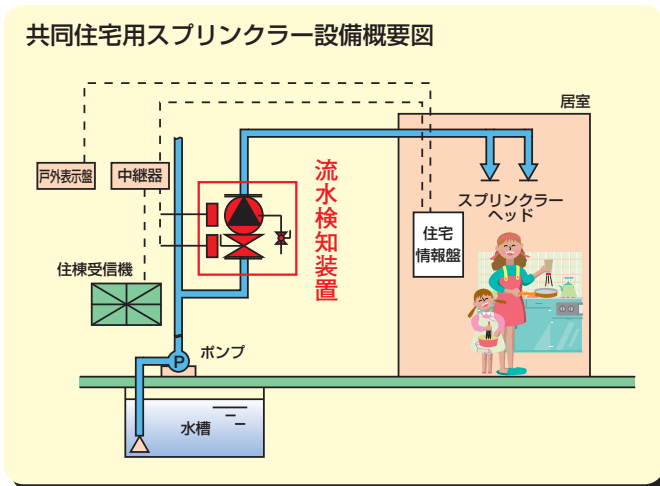 共同住宅用スプリンクラー設備概要図
居室
戸外表示盤
中継器
流水検知装置
スプリンクラー
ヘッド
住宅
情報盤
住棟受信機
ポンプ
P
水槽